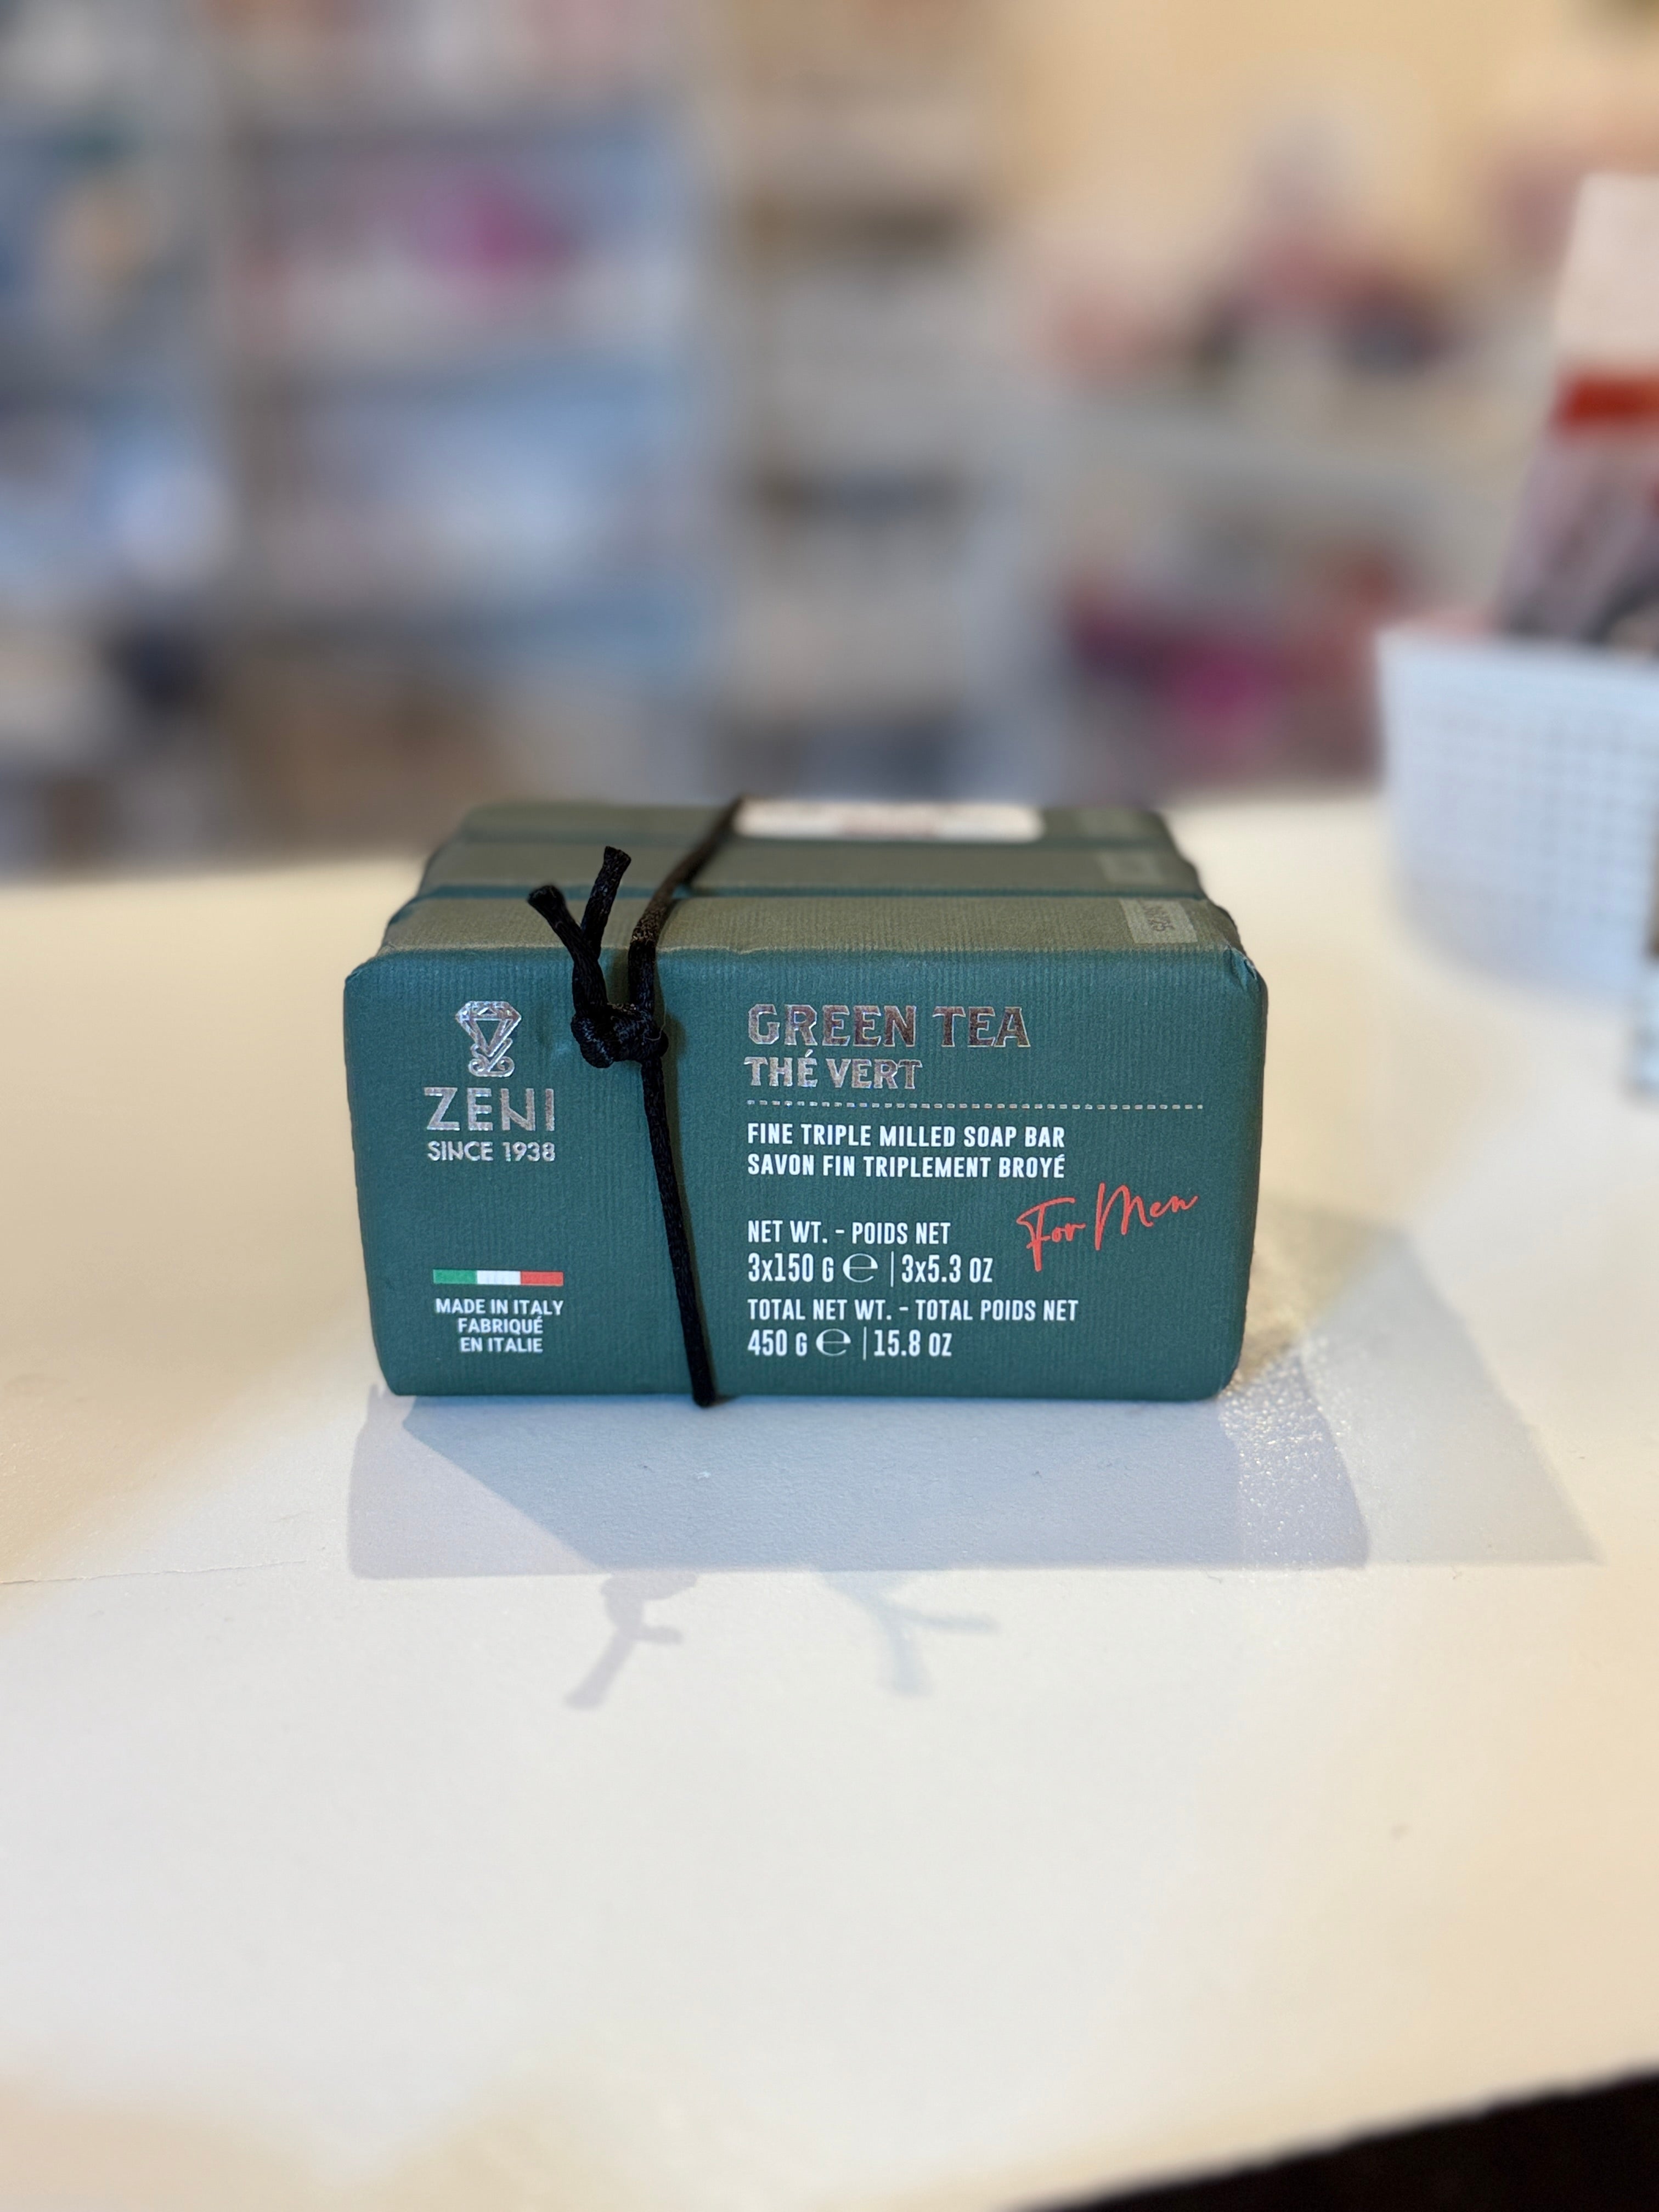 ZENI
SINCE 1938
MADE IN ITALY
FABRIQUÉ
EN ITALIE
GREEN TEA
THÉ VERT
FINE TRIPLE MILLED SOAP BAR
SAVON FIN TRIPLEMENT BROYÉ
For Men
NET WT. - POIDS NET
3x150 G ℮ | 3x5.3 OZ
TOTAL NET WT. - TOTAL POIDS NET
450 G ℮ | 15.8 OZ